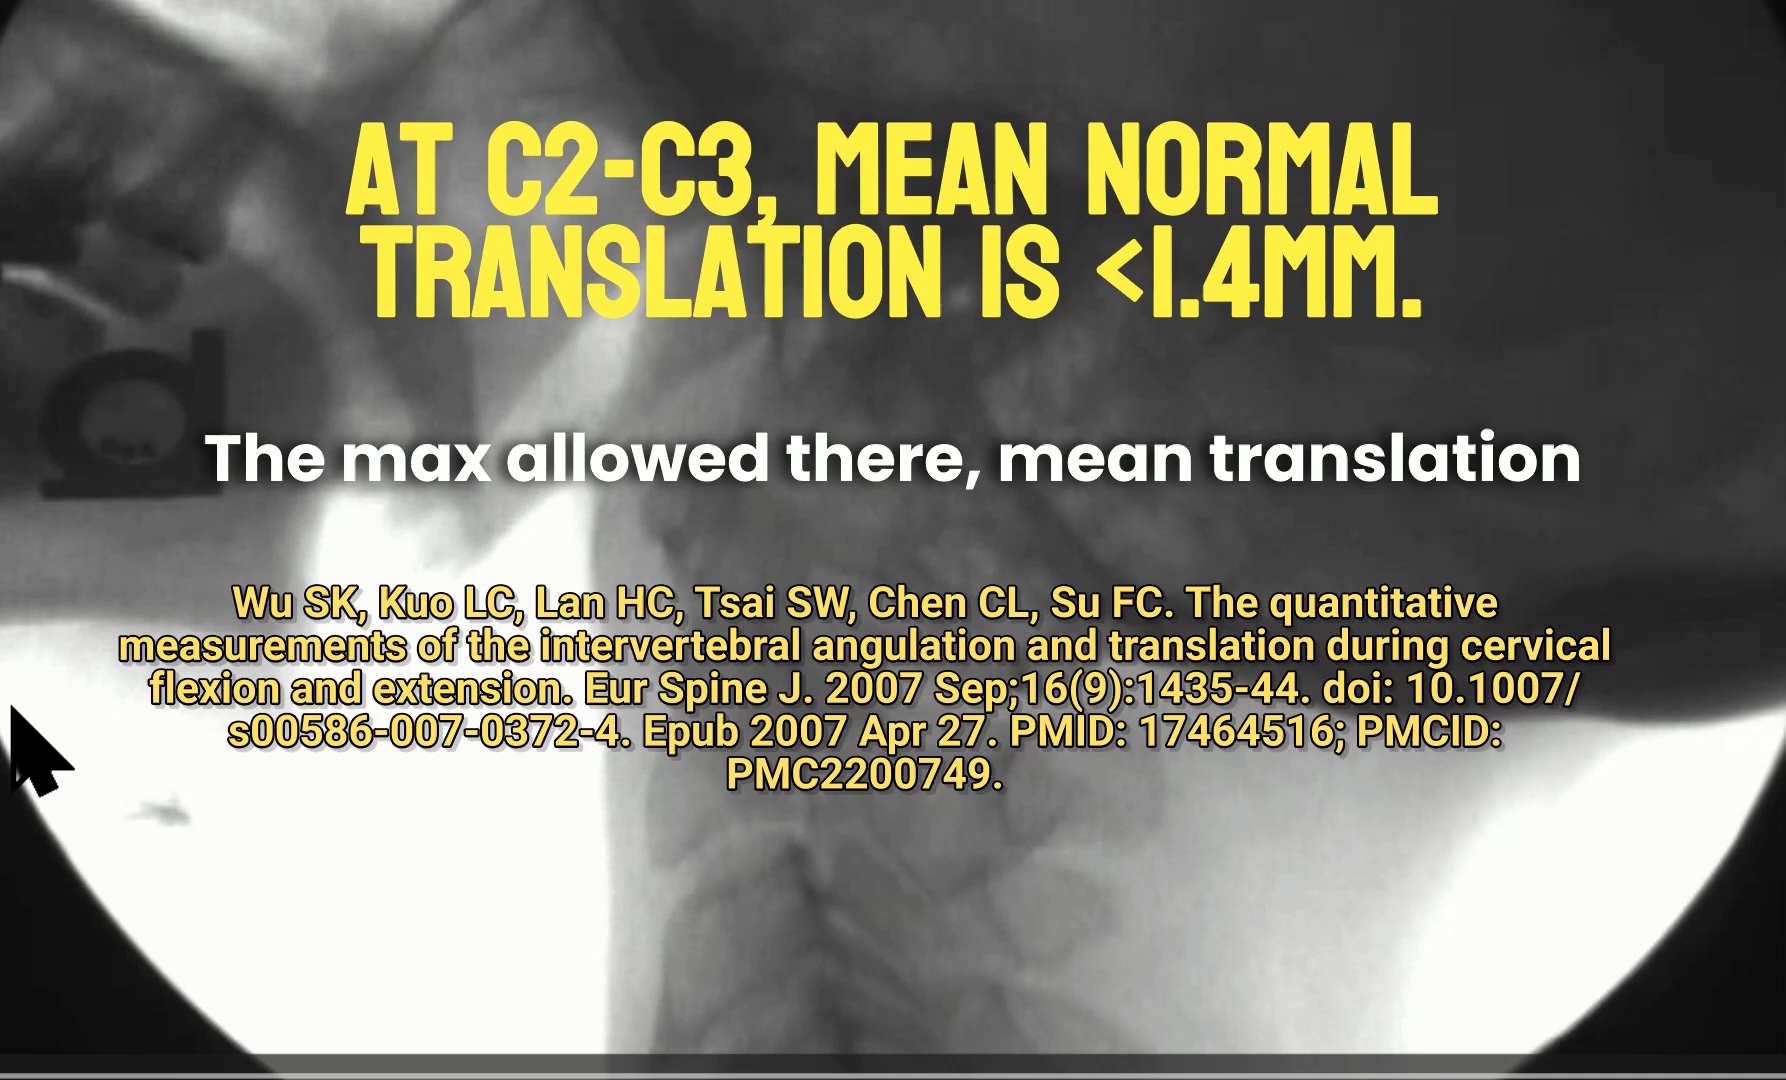 AT C2-C3, MEAN NORMAL
TRANSLATION IS <1.4MM.
The max allowed there, mean translation
Wu SK, Kuo LC, Lan HC, Tsai SW, Chen CL, Su FC. The quantitative
measurements of the intervertebral angulation and translation during cervical
flexion and extension. Eur Spine J. 2007 Sep;16(9):1435-44. doi: 10.1007/
s00586-007-0372-4. Epub 2007 Apr 27. PMID: 17464516; PMCID:
PMC2200749.